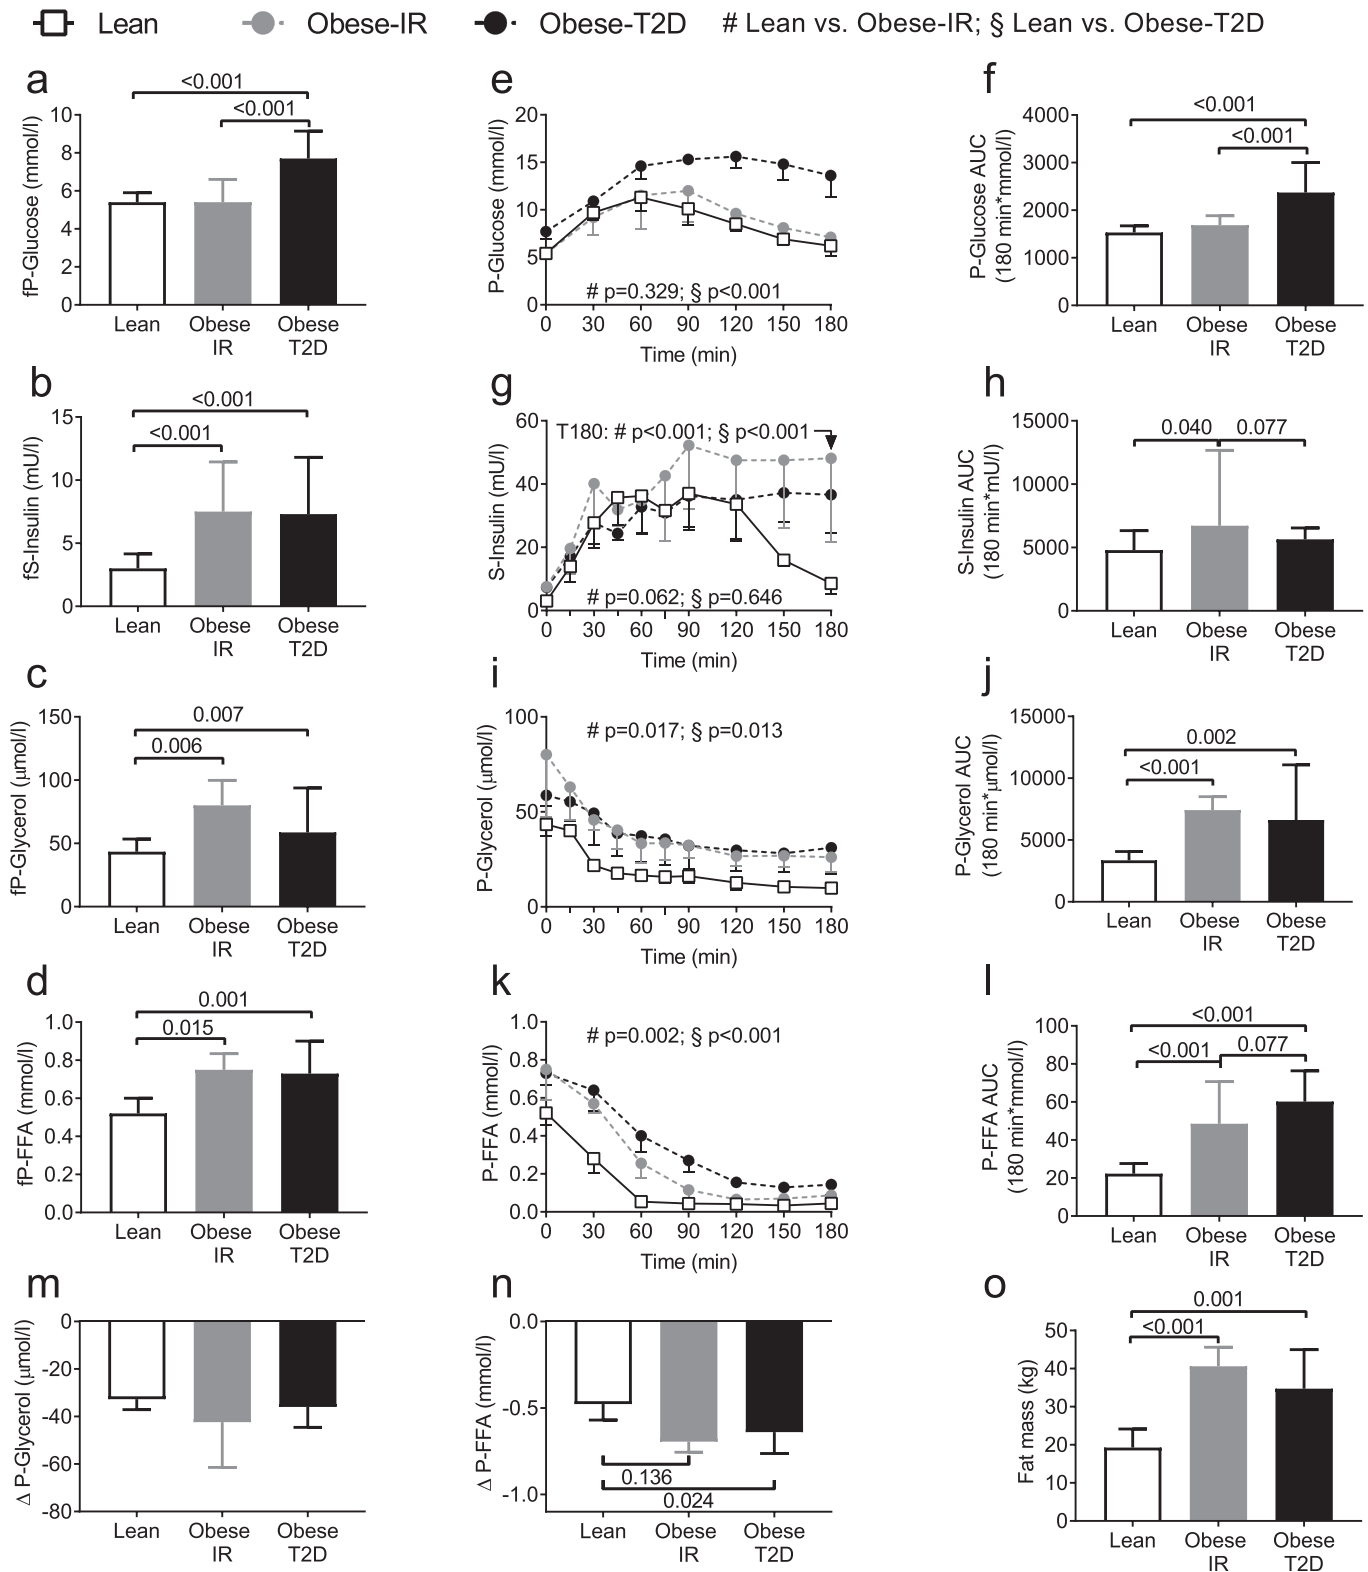 Lean Obese-IR Obese-T2D # Lean vs. Obese-IR; § Lean vs. Obese-T2D
a
<0.001
<0.001
fP-Glucose (mmol/l)
10
8
6
4
2
0
Lean Obese IR Obese T2D
e
P-Glucose (mmol/l)
20
15
10
5
0
# p=0.329; § p<0.001
0 30 60 90 120 150 180
Time (min)
f
<0.001
<0.001
P-Glucose AUC
(180 min*mmol/l)
4000
3000
2000
1000
0
Lean Obese IR Obese T2D
b
<0.001
<0.001
fS-Insulin (mU/l)
15
10
5
0
Lean Obese IR Obese T2D
g
S-Insulin (mU/l)
60
40
20
0
T180: # p<0.001; § p<0.001
# p=0.062; § p=0.646
0 30 60 90 120 150 180
Time (min)
h
0.040 0.077
S-Insulin AUC
(180 min*mU/l)
15000
10000
5000
0
Lean Obese IR Obese T2D
c
0.007
0.006
fP-Glycerol (µmol/l)
150
100
50
0
Lean Obese IR Obese T2D
i
P-Glycerol (µmol/l)
100
50
0
# p=0.017; § p=0.013
0 30 60 90 120 150 180
Time (min)
j
0.002
<0.001
P-Glycerol AUC
(180 min*µmol/l)
15000
10000
5000
0
Lean Obese IR Obese T2D
d
0.001
0.015
fP-FFA (mmol/l)
1.0
0.8
0.6
0.4
0.2
0.0
Lean Obese IR Obese T2D
k
P-FFA (mmol/l)
1.0
0.8
0.6
0.4
0.2
0.0
# p=0.002; § p<0.001
0 30 60 90 120 150 180
Time (min)
l
<0.001
<0.001 0.077
P-FFA AUC
(180 min*mmol/l)
100
80
60
40
20
0
Lean Obese IR Obese T2D
m
Δ P-Glycerol (µmol/l)
0
-20
-40
-60
-80
Lean Obese IR Obese T2D
n
Δ P-FFA (mmol/l)
0.0
-0.5
-1.0
0.136
0.024
Lean Obese IR Obese T2D
o
0.001
<0.001
Fat mass (kg)
50
40
30
20
10
0
Lean Obese IR Obese T2D